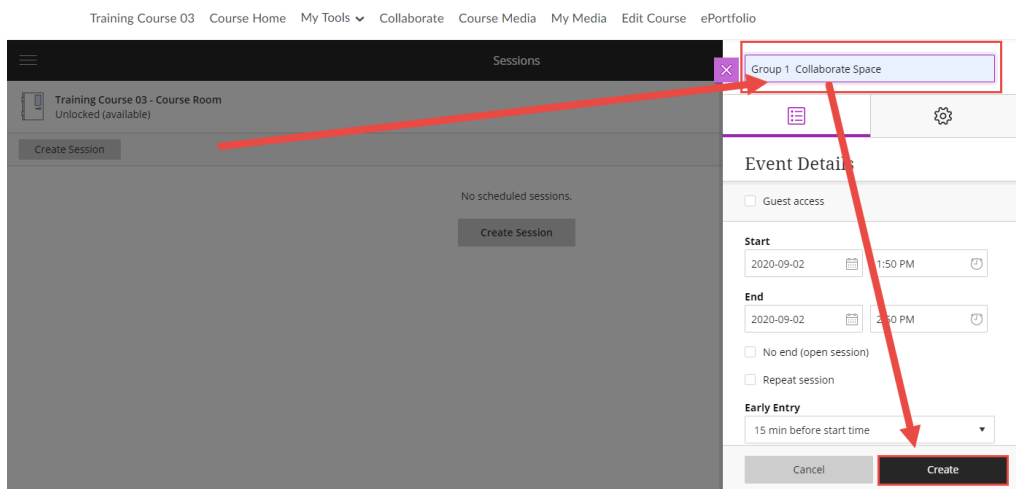 Training Course 03 Course Home My Tools Collaborate Course Media My Media Edit Course ePortfolio
Sessions
Training Course 03 - Course Room
Unlocked (available)
Create Session
No scheduled sessions.
Create Session
Group 1 Collaborate Space
Event Details
Guest access
Start
2020-09-02 1:50 PM
End
2020-09-02 2:50 PM
No end (open session)
Repeat session
Early Entry
15 min before start time
Cancel Create